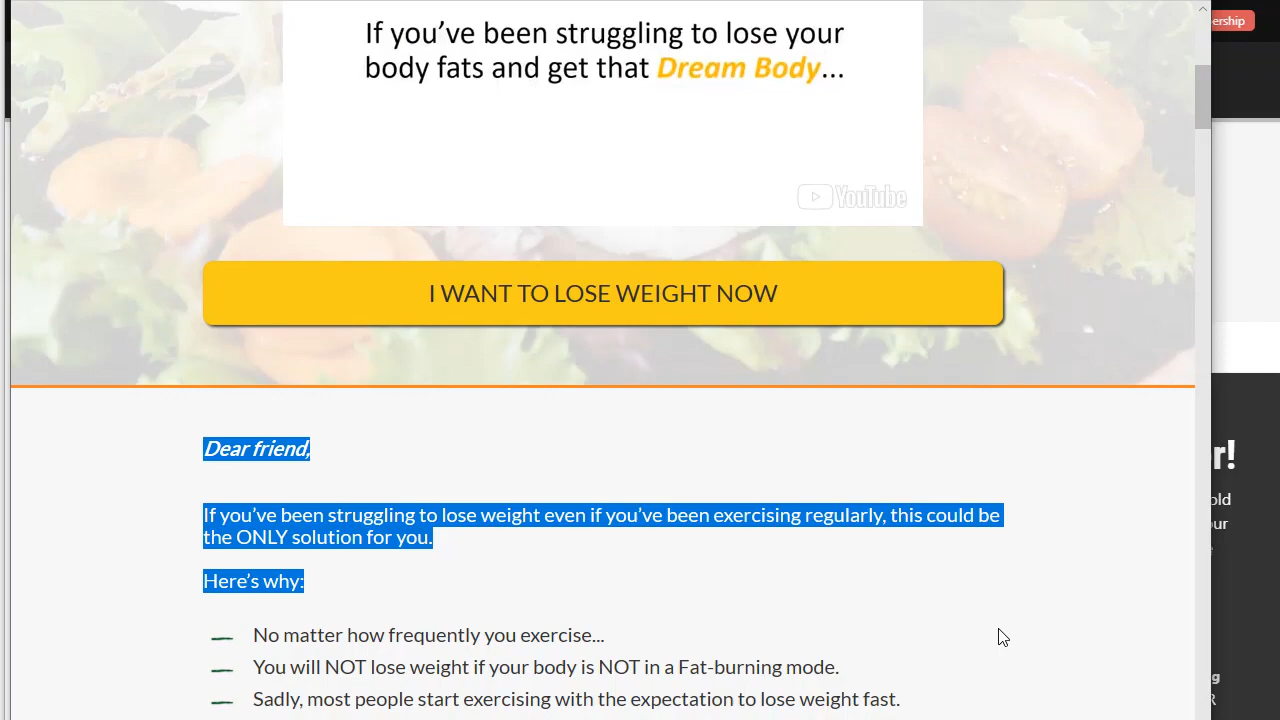 ership
If you’ve been struggling to lose your
body fats and get that Dream Body...
YouTube
I WANT TO LOSE WEIGHT NOW
Dear friend,
If you’ve been struggling to lose weight even if you’ve been exercising regularly, this could be
the ONLY solution for you.
Here’s why:
No matter how frequently you exercise...
You will NOT lose weight if your body is NOT in a Fat-burning mode.
Sadly, most people start exercising with the expectation to lose weight fast.
r!
old
ur
g
R